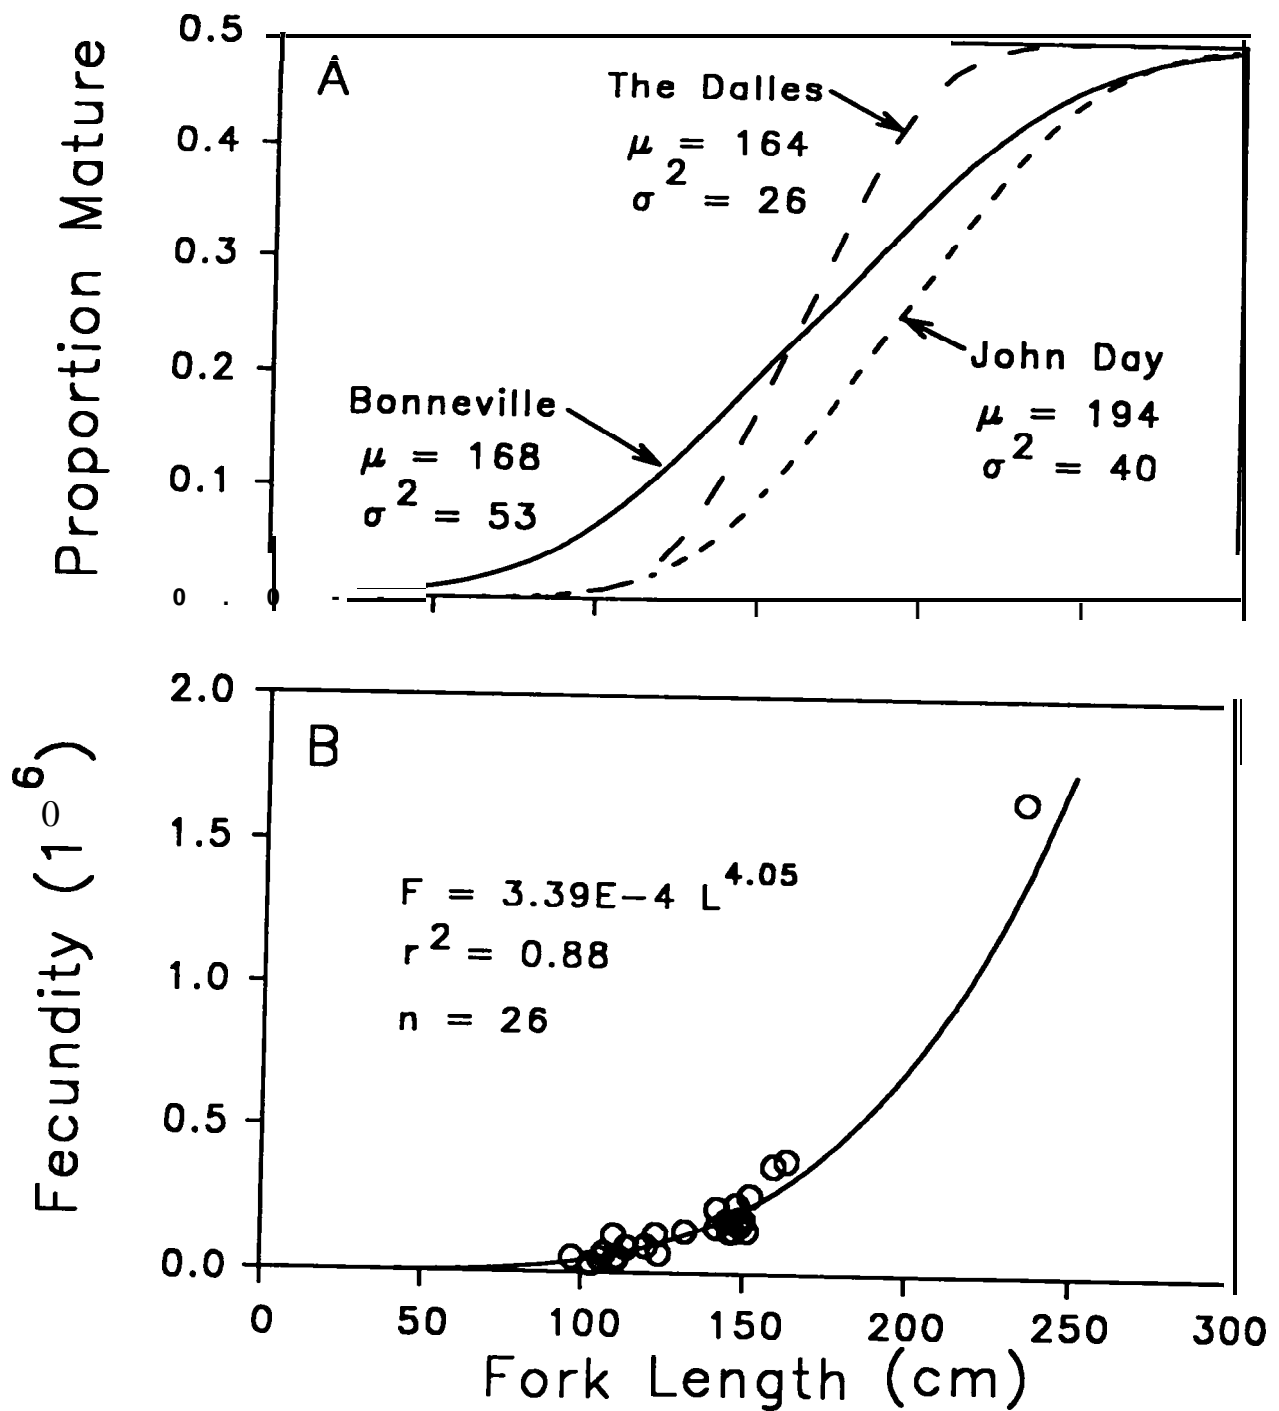 Proportion Mature
0.5
0.4
0.3
0.2
0.1
0 . 0
A
The Dalles
μ = 164
σ² = 26
Bonneville
μ = 168
σ² = 53
John Day
μ = 194
σ² = 40
Fecundity (10⁶)
2.0
1.5
1.0
0.5
0.0
B
F = 3.39E-4 L⁴·⁰⁵
r² = 0.88
n = 26
0 50 100 150 200 250 300
Fork Length (cm)